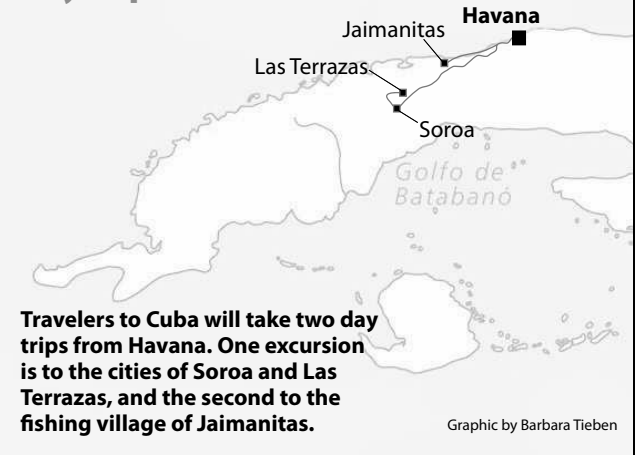 Havana
Jaimanitas
Las Terrazas
Soroa
Golfo de
Batabanó
Travelers to Cuba will take two day
trips from Havana. One excursion
is to the cities of Soroa and Las
Terrazas, and the second to the
fishing village of Jaimanitas.
Graphic by Barbara Tieben